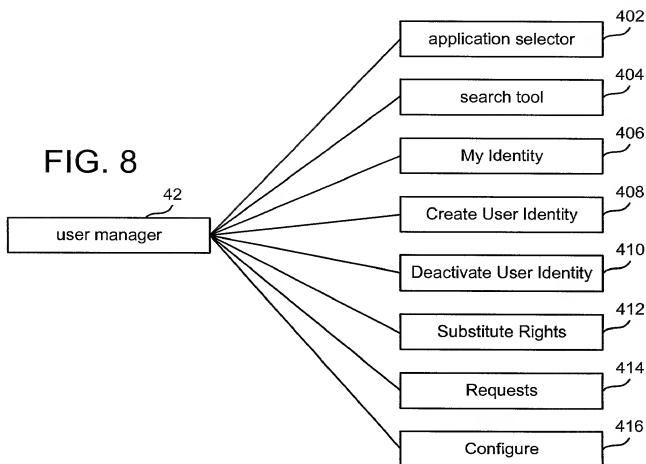 402
application selector
404
search tool
406
My Identity
FIG. 8
42
user manager
408
Create User Identity
410
Deactivate User Identity
412
Substitute Rights
414
Requests
416
Configure